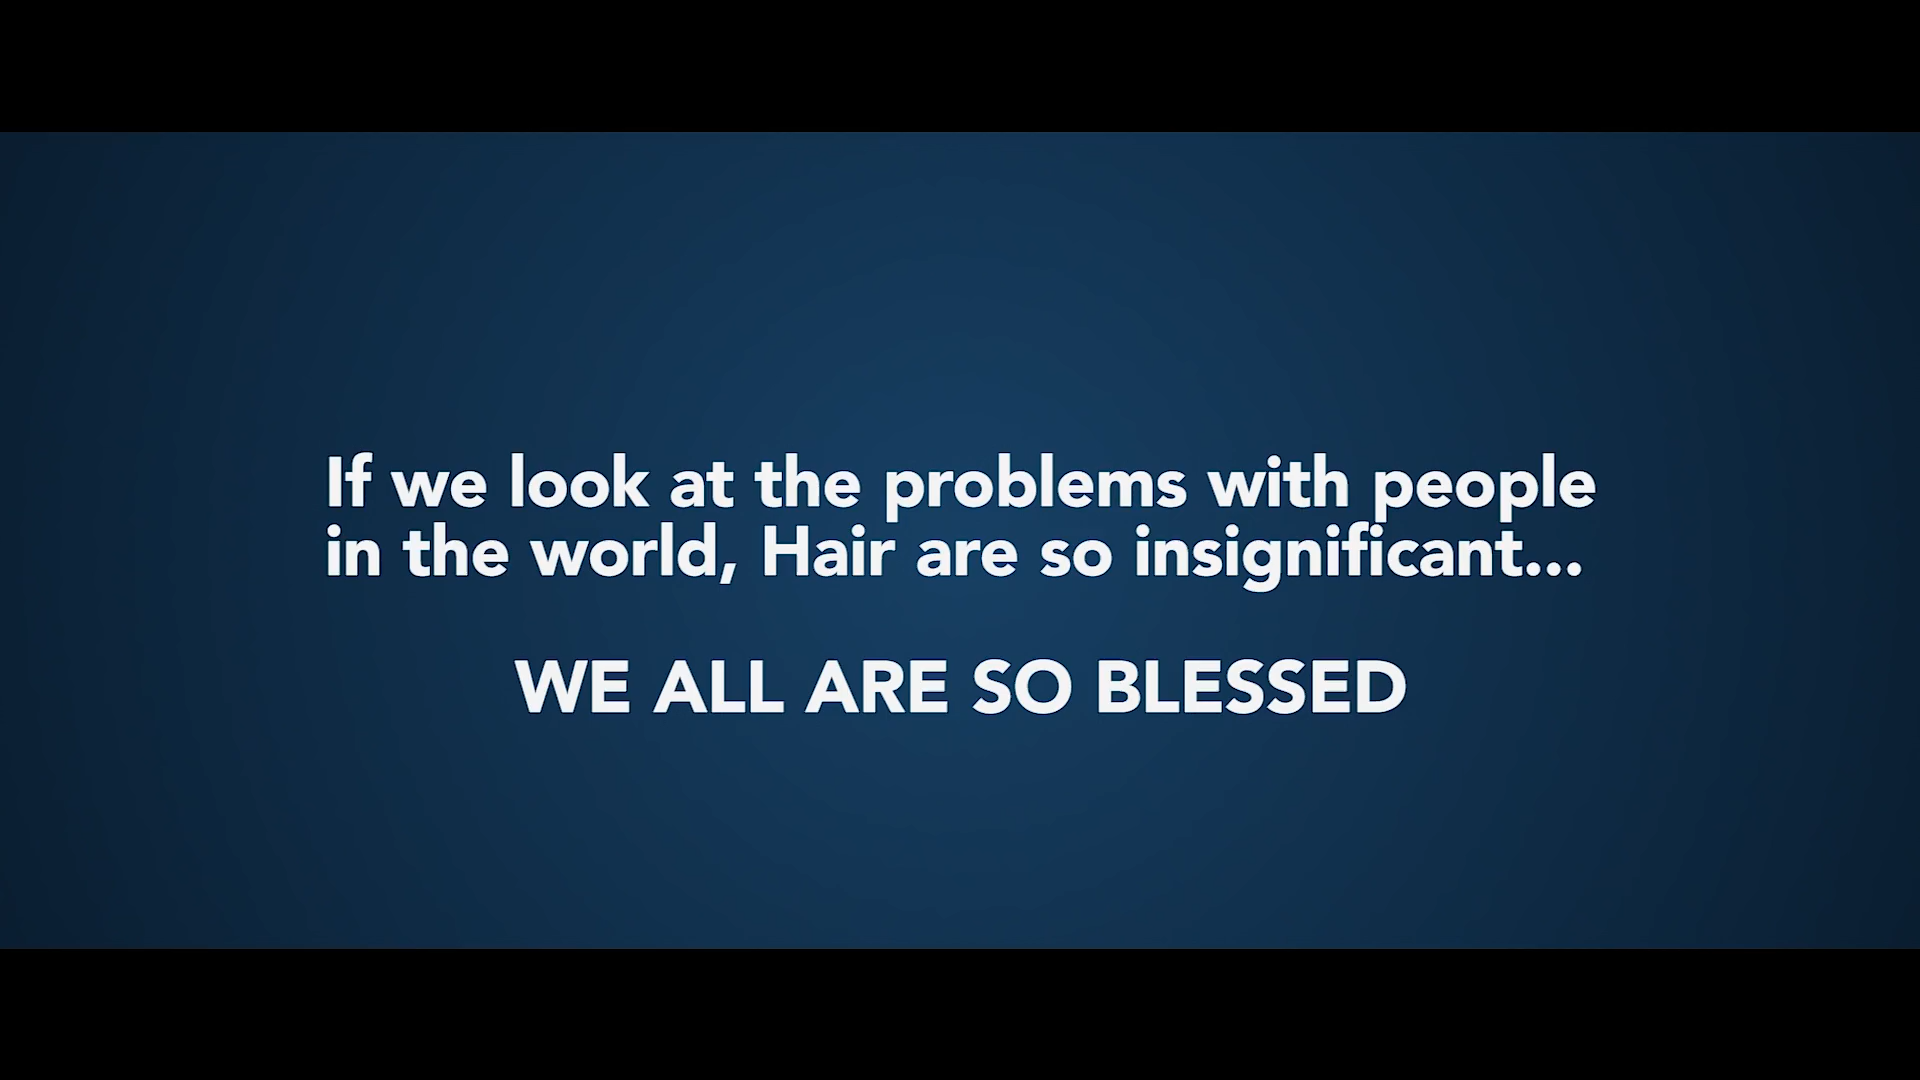 If we look at the problems with people
in the world, Hair are so insignificant...
WE ALL ARE SO BLESSED